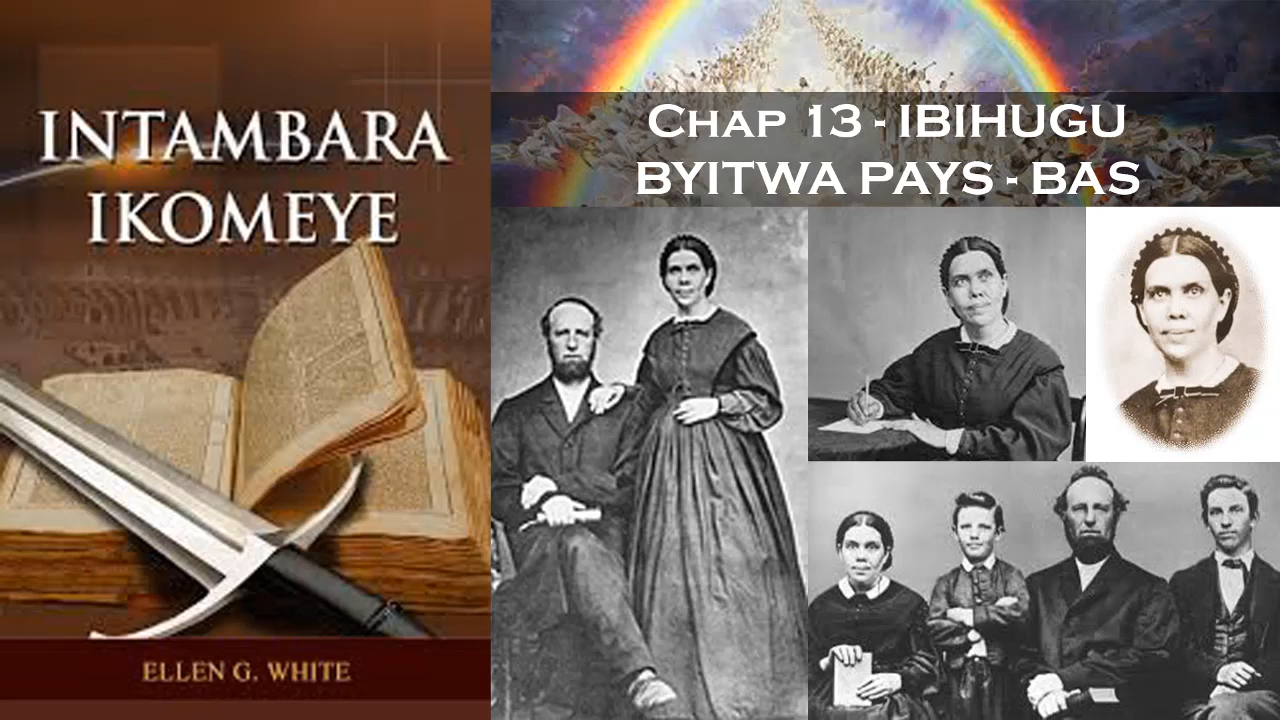 INTAMBARA
IKOMEYE
ELLEN G. WHITE
Chap 13 - IBIHUGU
BYITWA PAYS - BAS